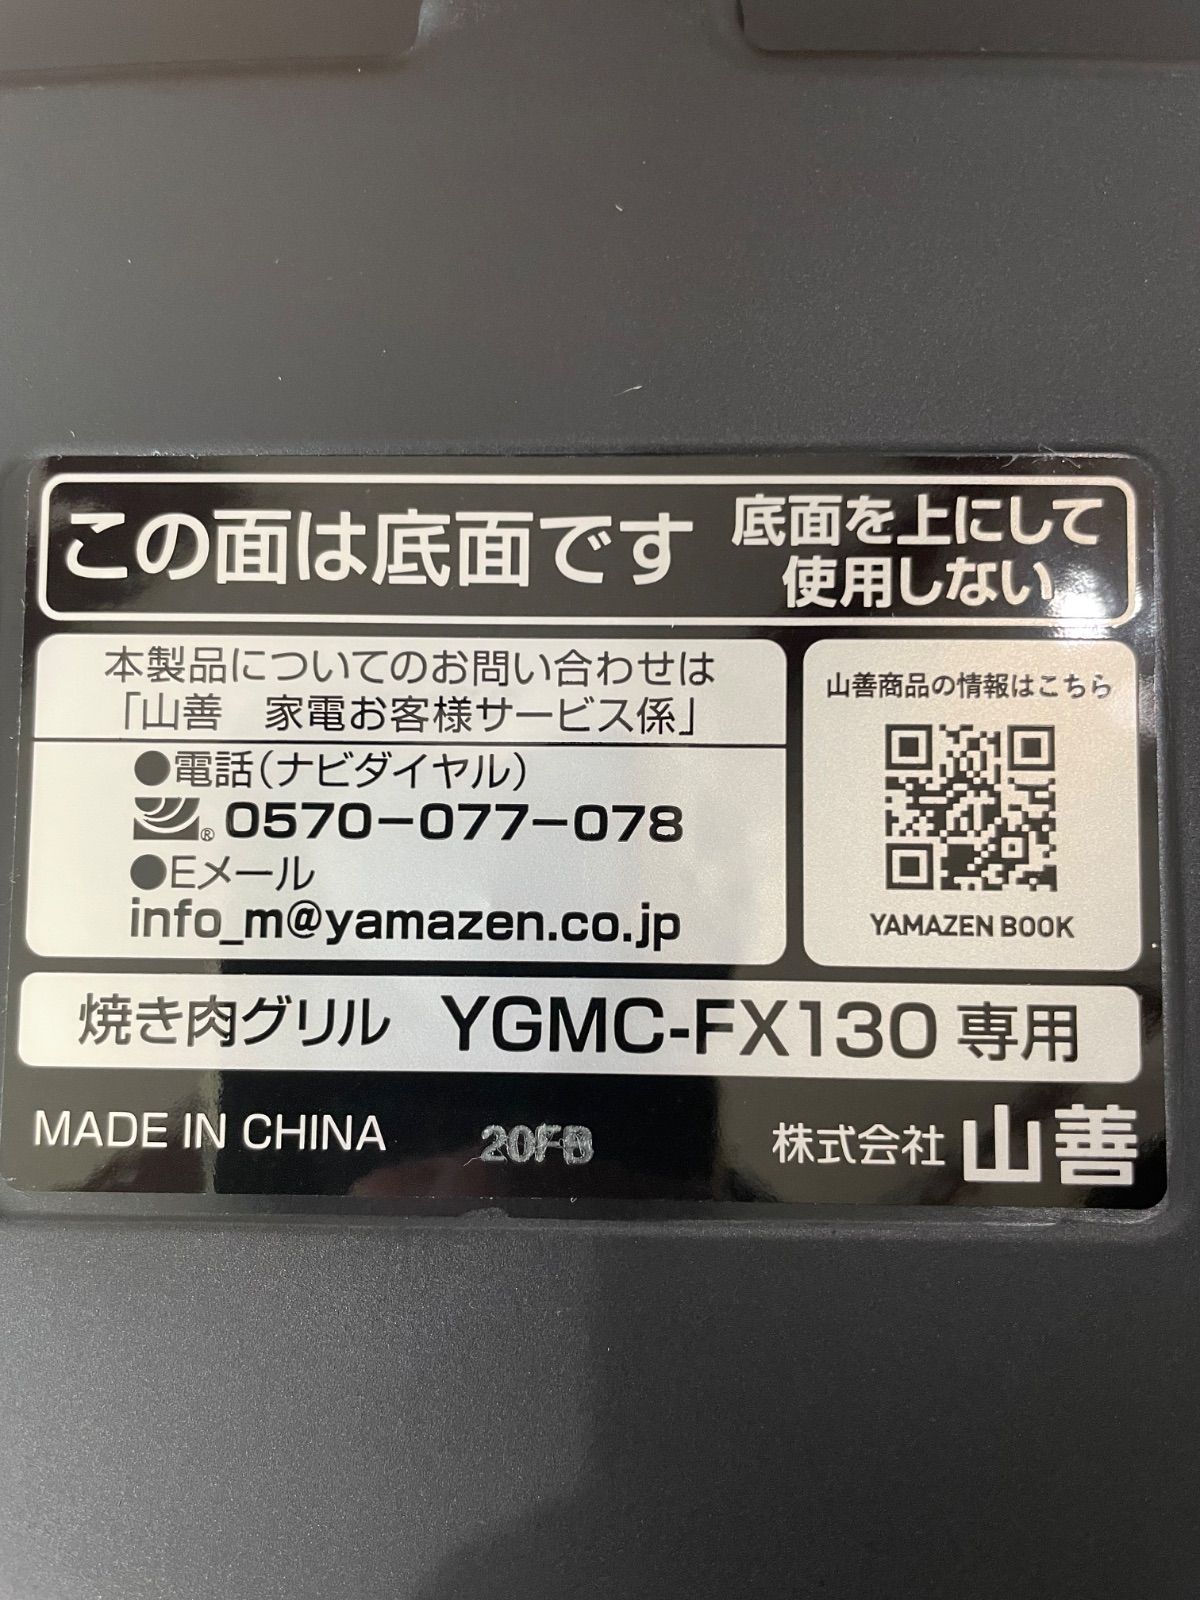 この面は底面です
底面を上にして
使用しない
本製品についてのお問い合わせは
「山善 家電お客様サービス係」
●電話(ナビダイヤル)
® 0570-077-078
●Eメール
info_m@yamazen.co.jp
山善商品の情報はこちら
YAMAZEN BOOK
焼き肉グリル YGMC-FX130 専用
MADE IN CHINA
株式会社 山善